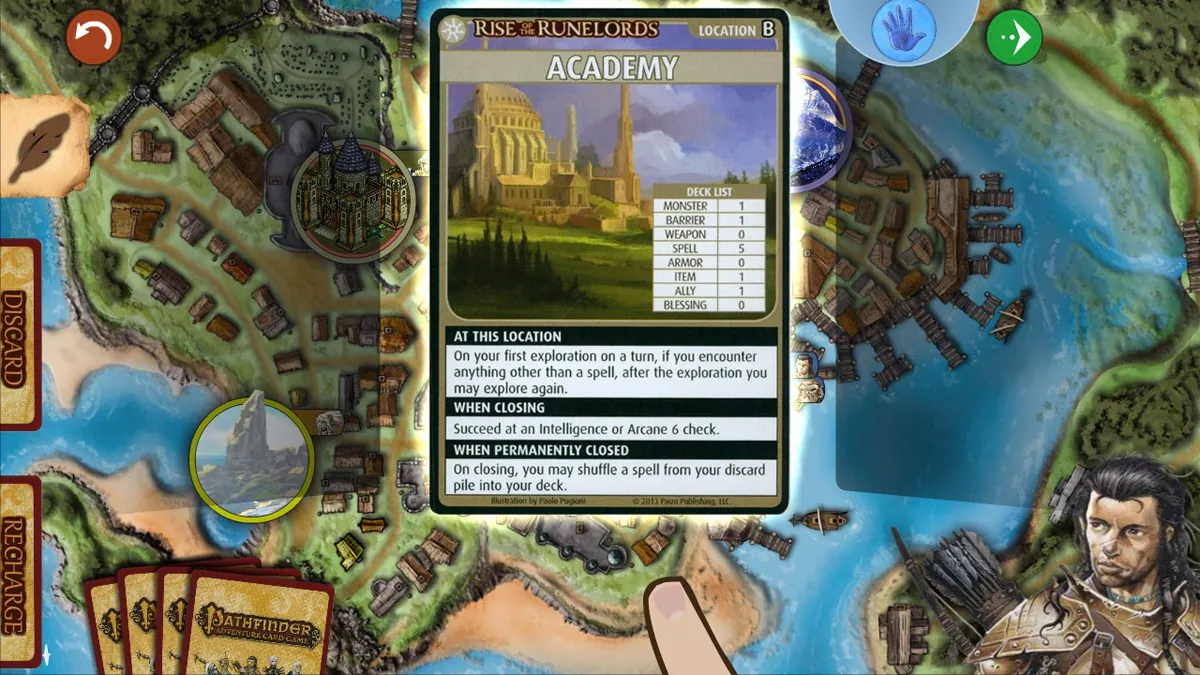 RISE OF THE RUNELORDS
LOCATION B
ACADEMY
DECK LIST
MONSTER 1
BARRIER 1
WEAPON 0
SPELL 5
ARMOR 0
ITEM 1
ALLY 1
BLESSING 0
AT THIS LOCATION
On your first exploration on a turn, if you encounter
anything other than a spell, after the exploration you
may explore again.
WHEN CLOSING
Succeed at an Intelligence or Arcane 6 check.
WHEN PERMANENTLY CLOSED
On closing, you may shuffle a spell from your discard
pile into your deck.
Illustration by Paolo Puggioni
© 2013 Paizo Publishing, LLC
DISCARD
RECHARGE
PATHFINDER
ADVENTURE CARD GAME